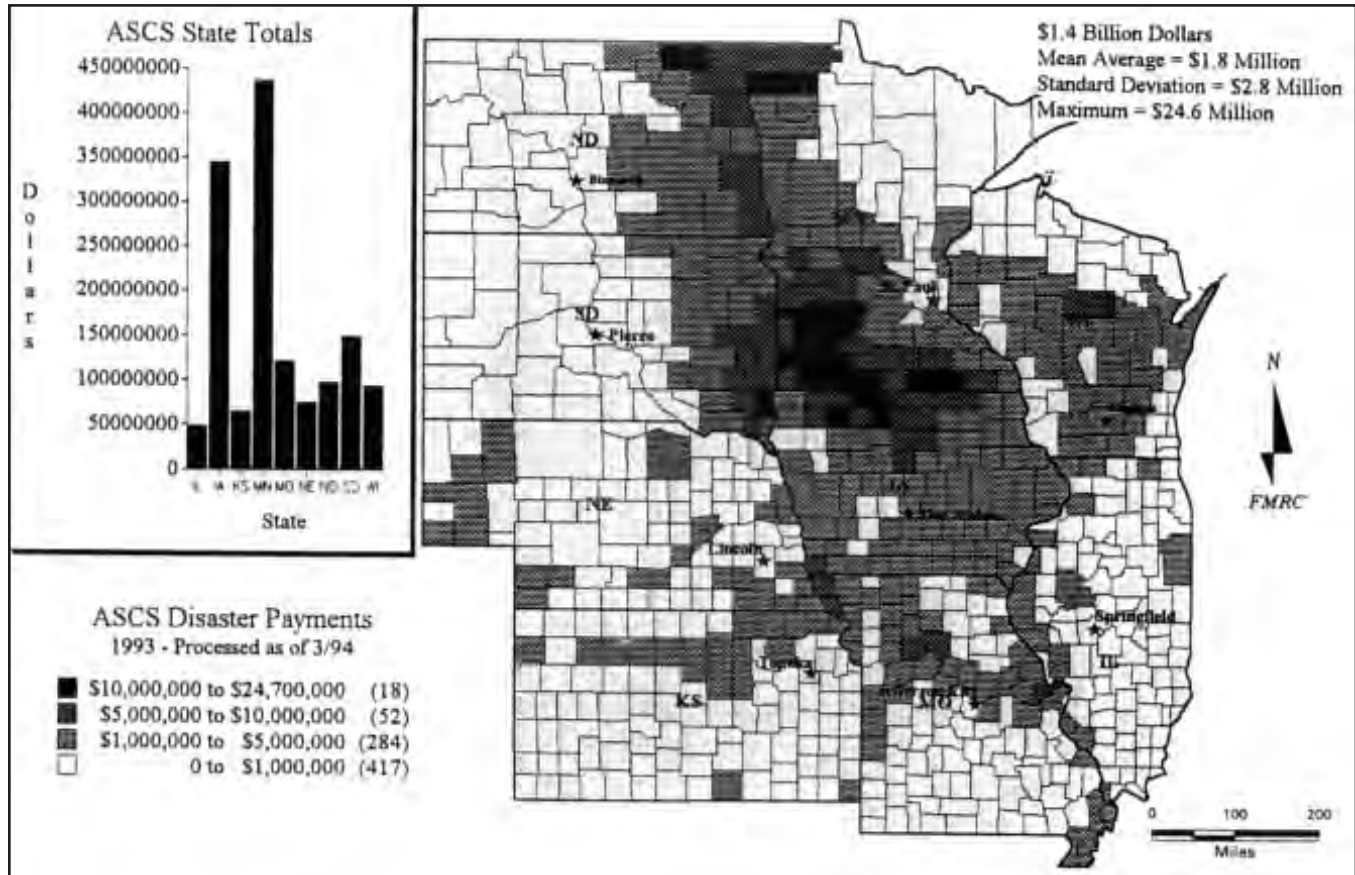 ASCS State Totals
450000000
400000000
350000000
300000000
250000000
200000000
150000000
100000000
50000000
0
Dollars
IL IA KS MN MO NE ND SD WI
State
ASCS Disaster Payments
1993 - Processed as of 3/94
$10,000,000 to $24,700,000 (18)
$5,000,000 to $10,000,000 (52)
$1,000,000 to $5,000,000 (284)
0 to $1,000,000 (417)
$1.4 Billion Dollars
Mean Average = $1.8 Million
Standard Deviation = $2.8 Million
Maximum = $24.6 Million
ND
Bismarck
St. Paul
SD
Pierre
N
FMRC
IA
NE
Lincoln
Springfield
IL
Topeka
KS
MO
0 100 200
Miles